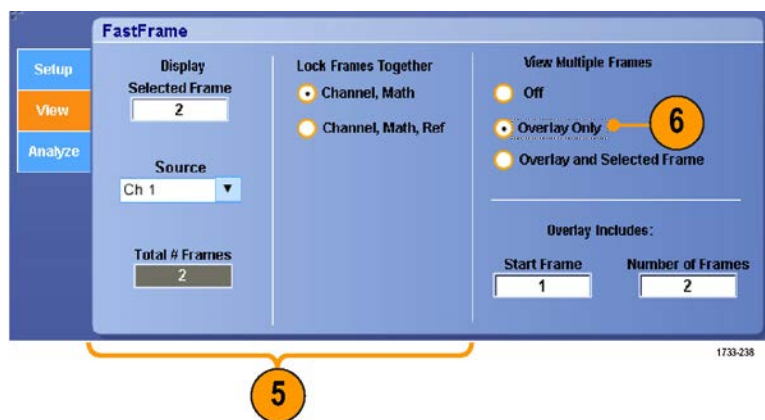 FastFrame
Setup
View
Analyze
Display
Selected Frame
2
Source
Ch 1
Total # Frames
2
Lock Frames Together
Channel, Math
Channel, Math, Ref
View Multiple Frames
Off
Overlay Only
6
Overlay and Selected Frame
Overlay Includes:
Start Frame Number of Frames
1 2
5
1733-238